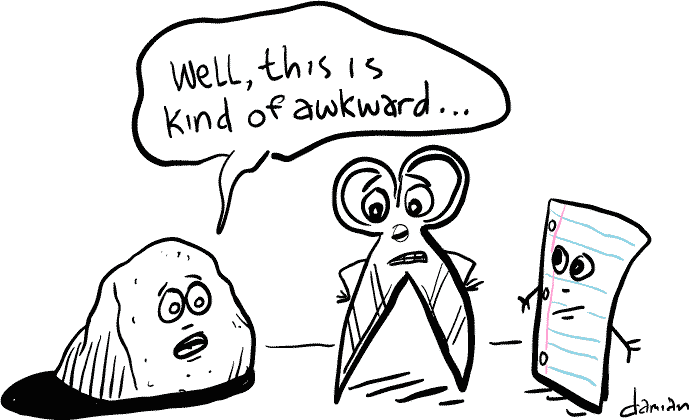 Well, this is
kind of awkward...
damian